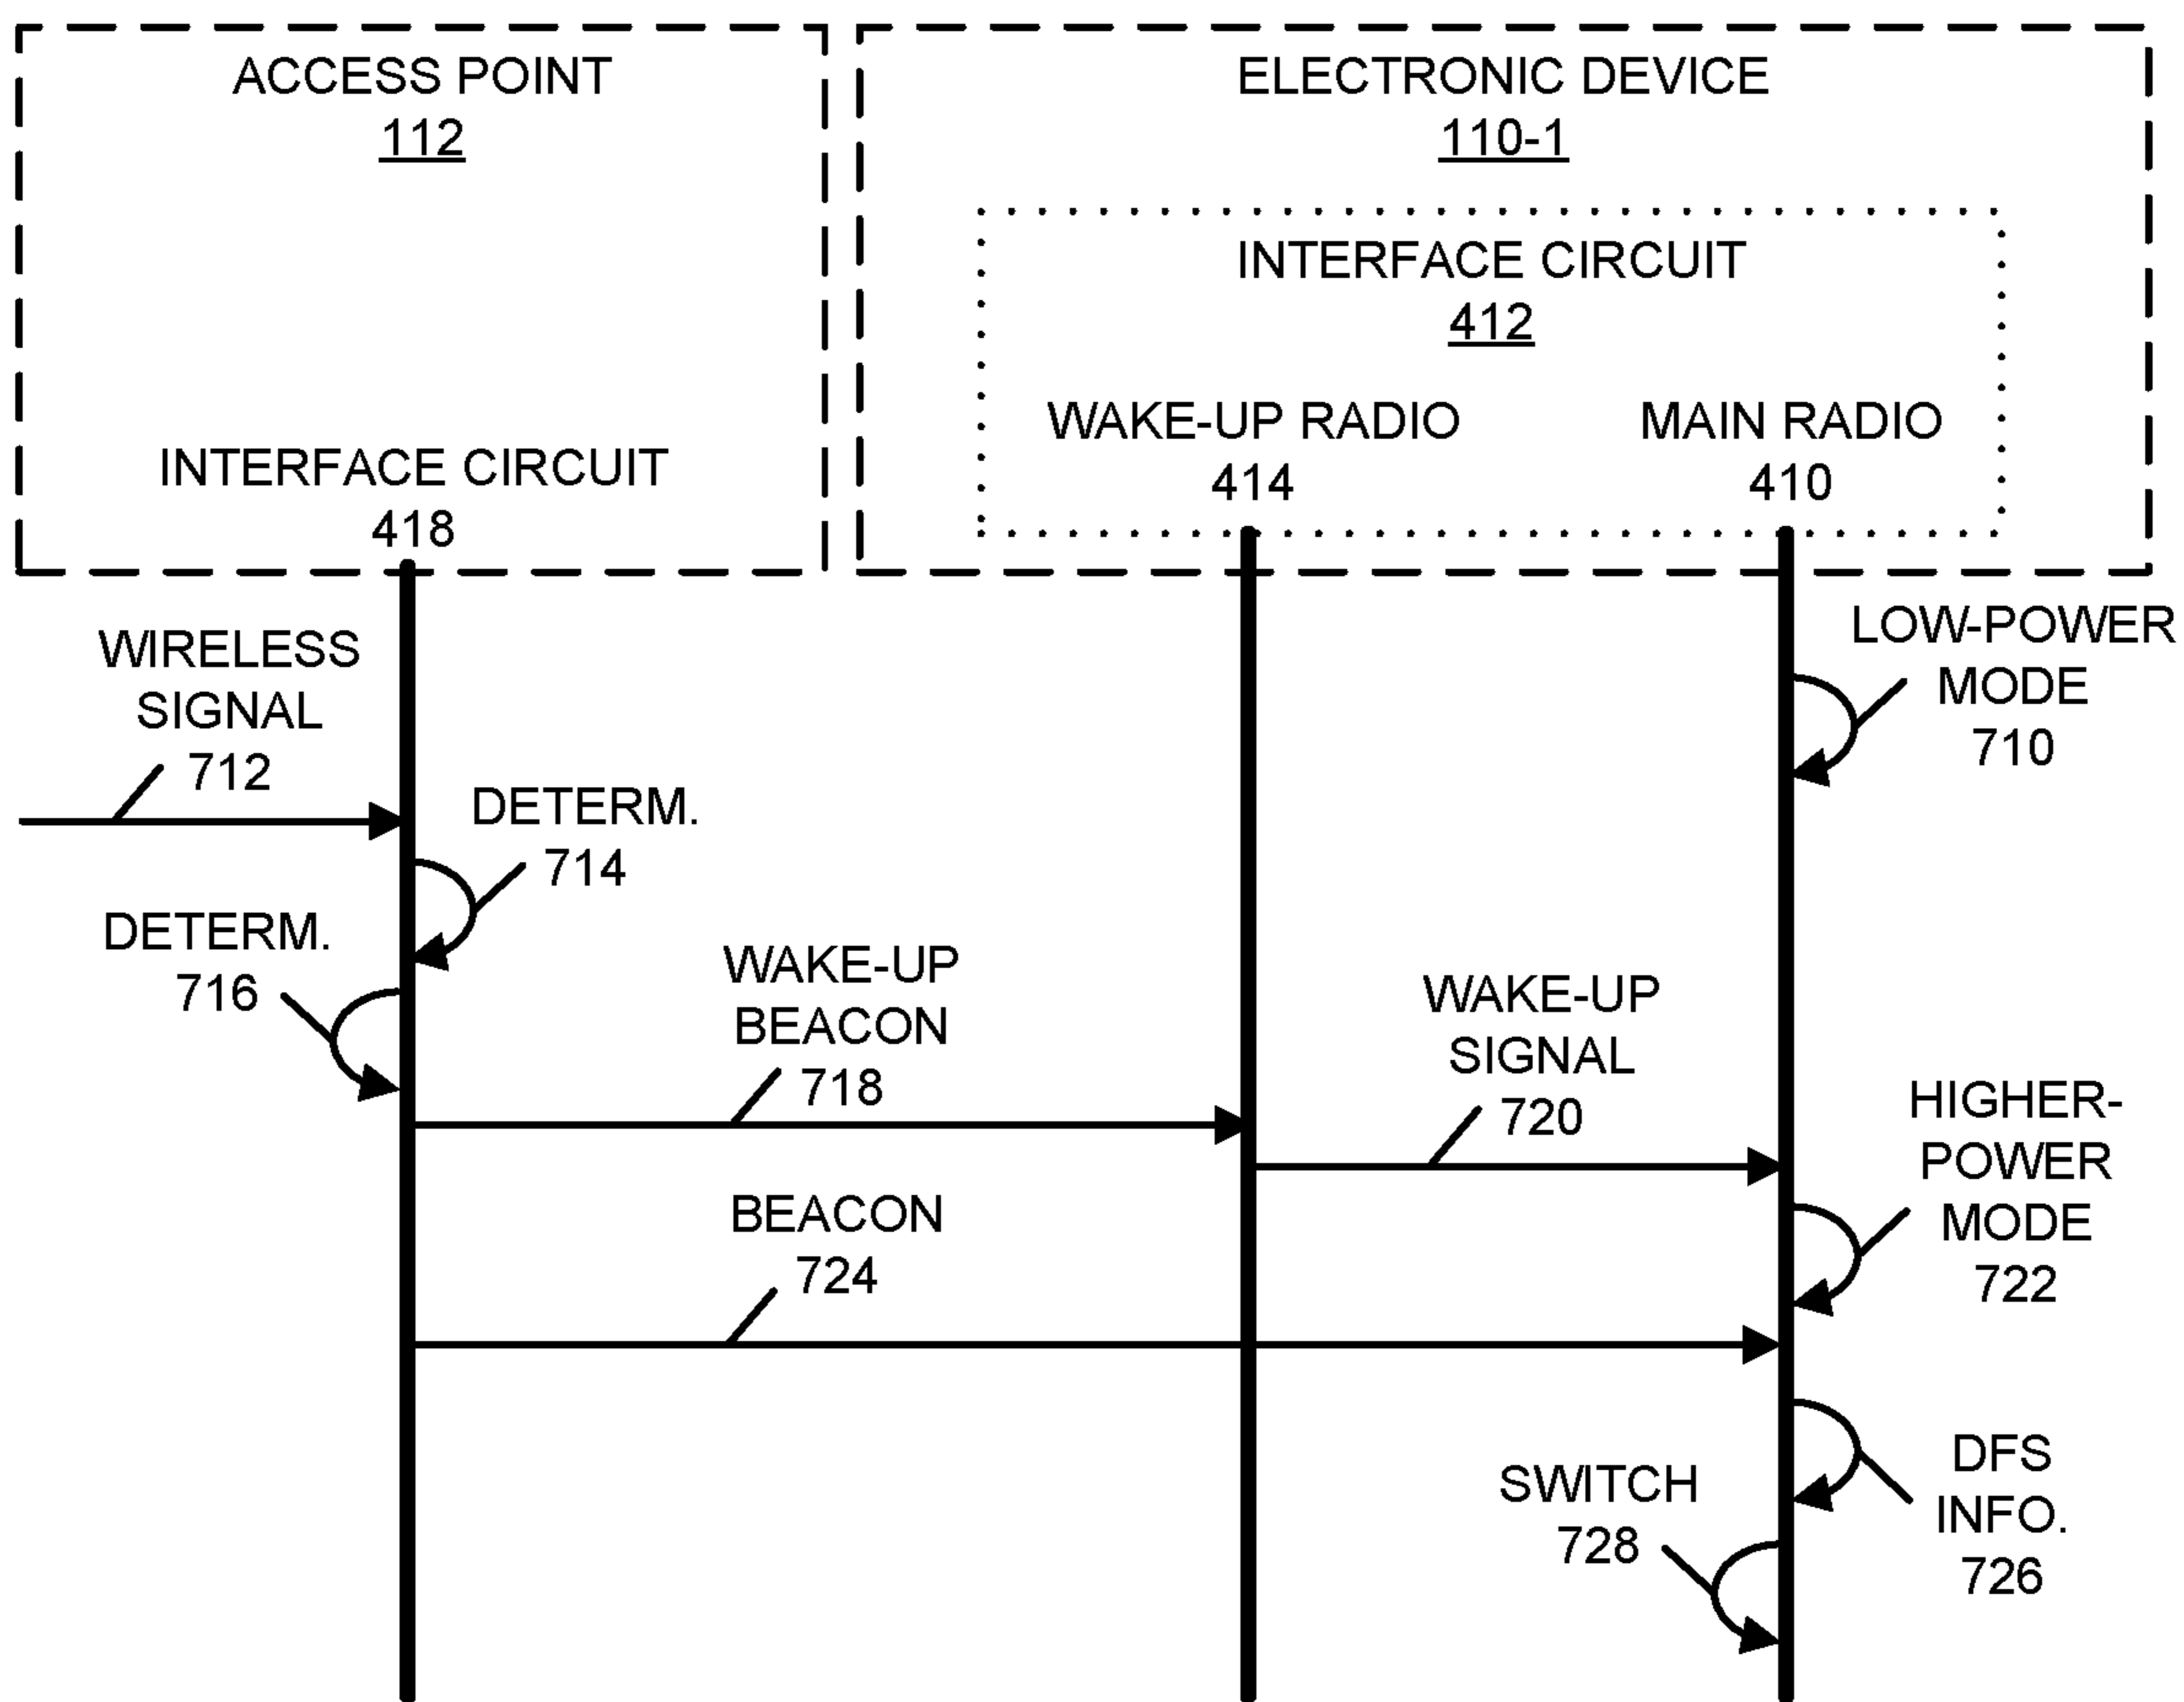 ACCESS POINT
112
ELECTRONIC DEVICE
110-1
INTERFACE CIRCUIT
412
WAKE-UP RADIO
414
MAIN RADIO
410
INTERFACE CIRCUIT
418
LOW-POWER
MODE
710
WIRELESS
SIGNAL
712
DETERM.
714
DETERM.
716
WAKE-UP
BEACON
718
WAKE-UP
SIGNAL
720
HIGHER-
POWER
MODE
722
BEACON
724
DFS
INFO.
726
SWITCH
728